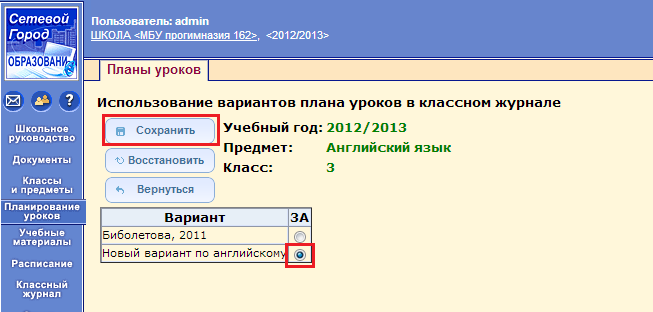 Сетевой
Город
ОБРАЗОВАНИ
Пользователь: admin
ШКОЛА <МБУ прогимназия 162>, <2012/2013>
Планы уроков
?
Школьное
руководство
Документы
Классы
и предметы
Планирование
уроков
Учебные
материалы
Расписание
Классный
журнал
Использование вариантов плана уроков в классном журнале
Сохранить
Восстановить
Вернуться
Учебный год: 2012/2013
Предмет: Английский язык
Класс: 3
Вариант 3А
Биболетова, 2011
Новый вариант по английскому